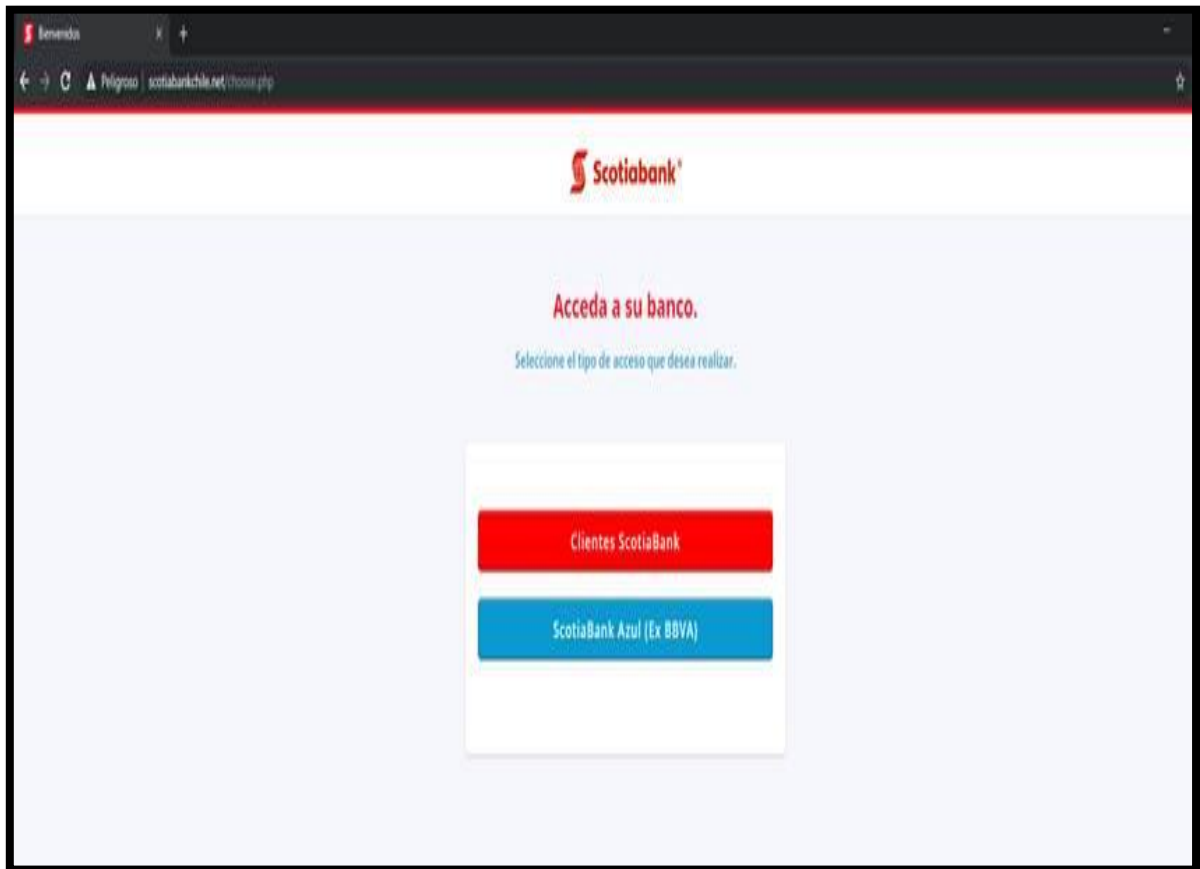 Bienvenidos
Peligroso scotiabankchile.net/choose.php
Scotiabank
Acceda a su banco.
Seleccione el tipo de acceso que desea realizar.
Clientes ScotiaBank
ScotiaBank Azul (Ex BBVA)